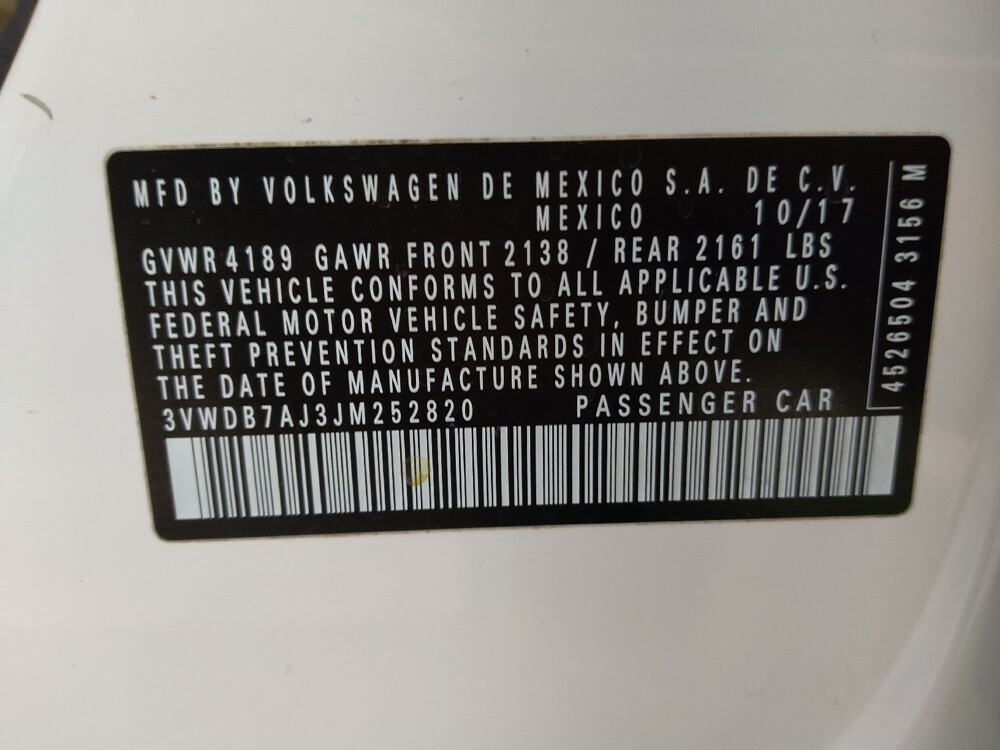 MFD BY VOLKSWAGEN DE MEXICO S.A. DE C.V.
MEXICO 10/17
GVWR 4189 GAWR FRONT 2138 / REAR 2161 LBS
THIS VEHICLE CONFORMS TO ALL APPLICABLE U.S.
FEDERAL MOTOR VEHICLE SAFETY, BUMPER AND
THEFT PREVENTION STANDARDS IN EFFECT ON
THE DATE OF MANUFACTURE SHOWN ABOVE.
3VWDB7AJ3JM252820 PASSENGER CAR
4526504 3156 M